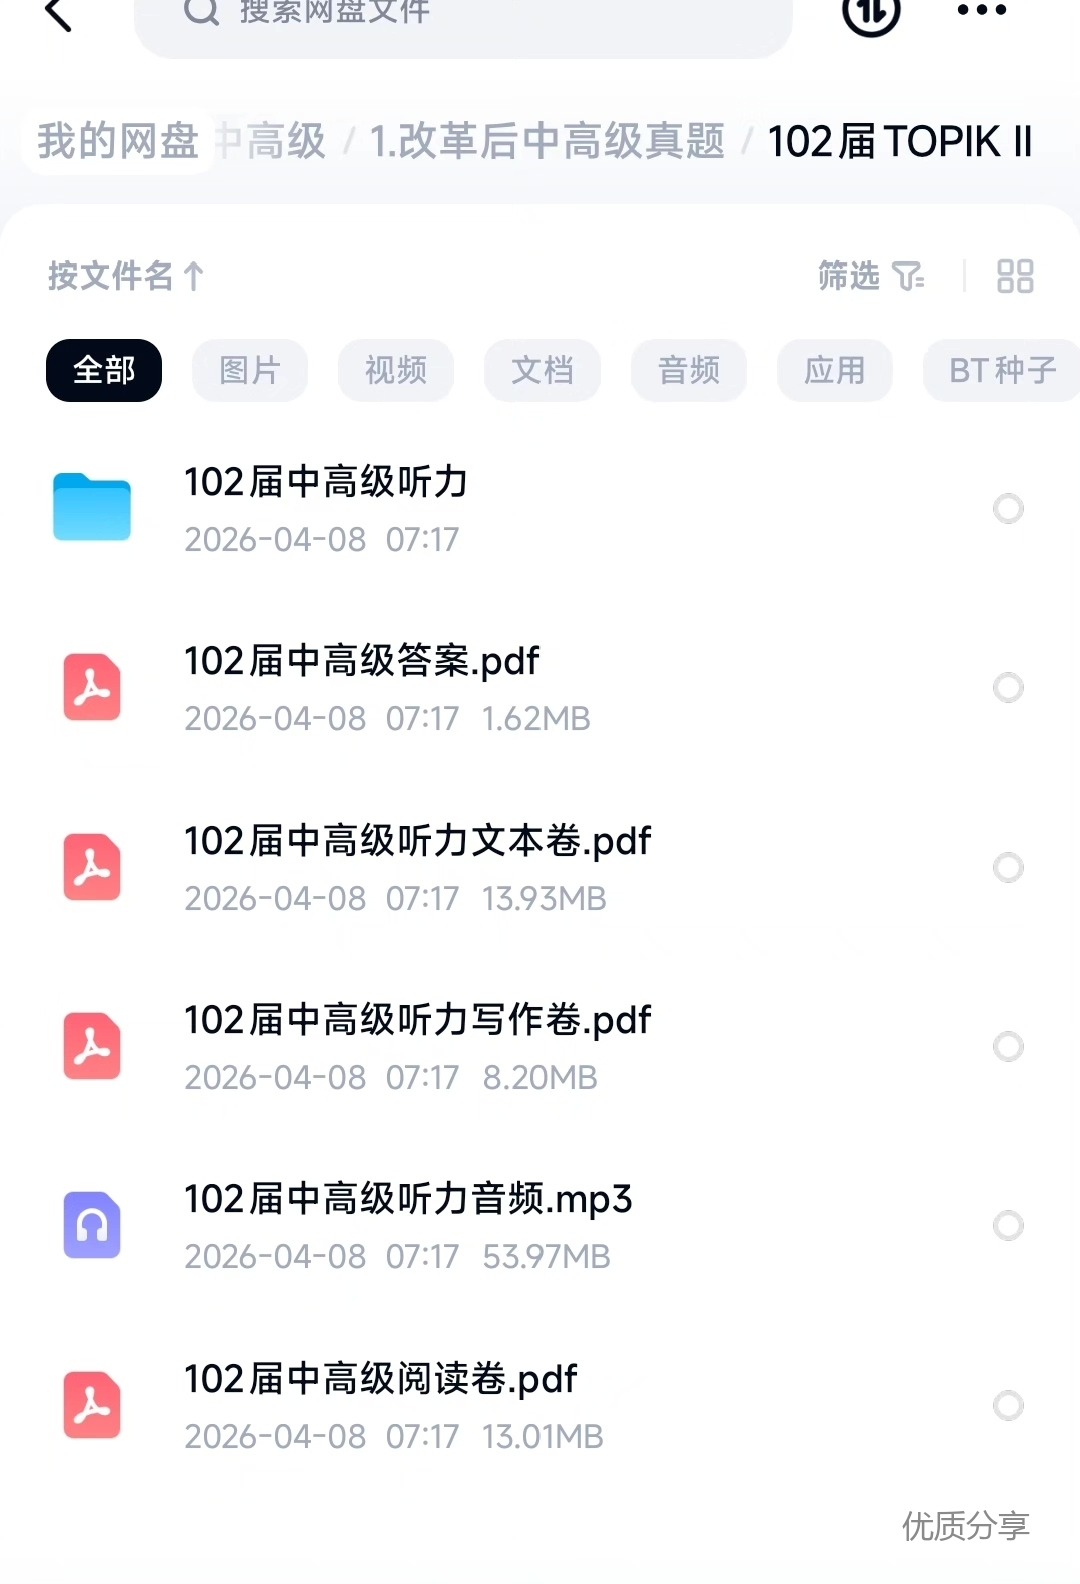 搜索网盘文件
我的网盘 中高级 / 1.改革后中高级真题 / 102届 TOPIK II
按文件名↑ 筛选
全部 图片 视频 文档 音频 应用 BT 种子
102届中高级听力
2026-04-08 07:17
102届中高级答案.pdf
2026-04-08 07:17 1.62MB
102届中高级听力文本卷.pdf
2026-04-08 07:17 13.93MB
102届中高级听力写作卷.pdf
2026-04-08 07:17 8.20MB
102届中高级听力音频.mp3
2026-04-08 07:17 53.97MB
102届中高级阅读卷.pdf
2026-04-08 07:17 13.01MB
优质分享